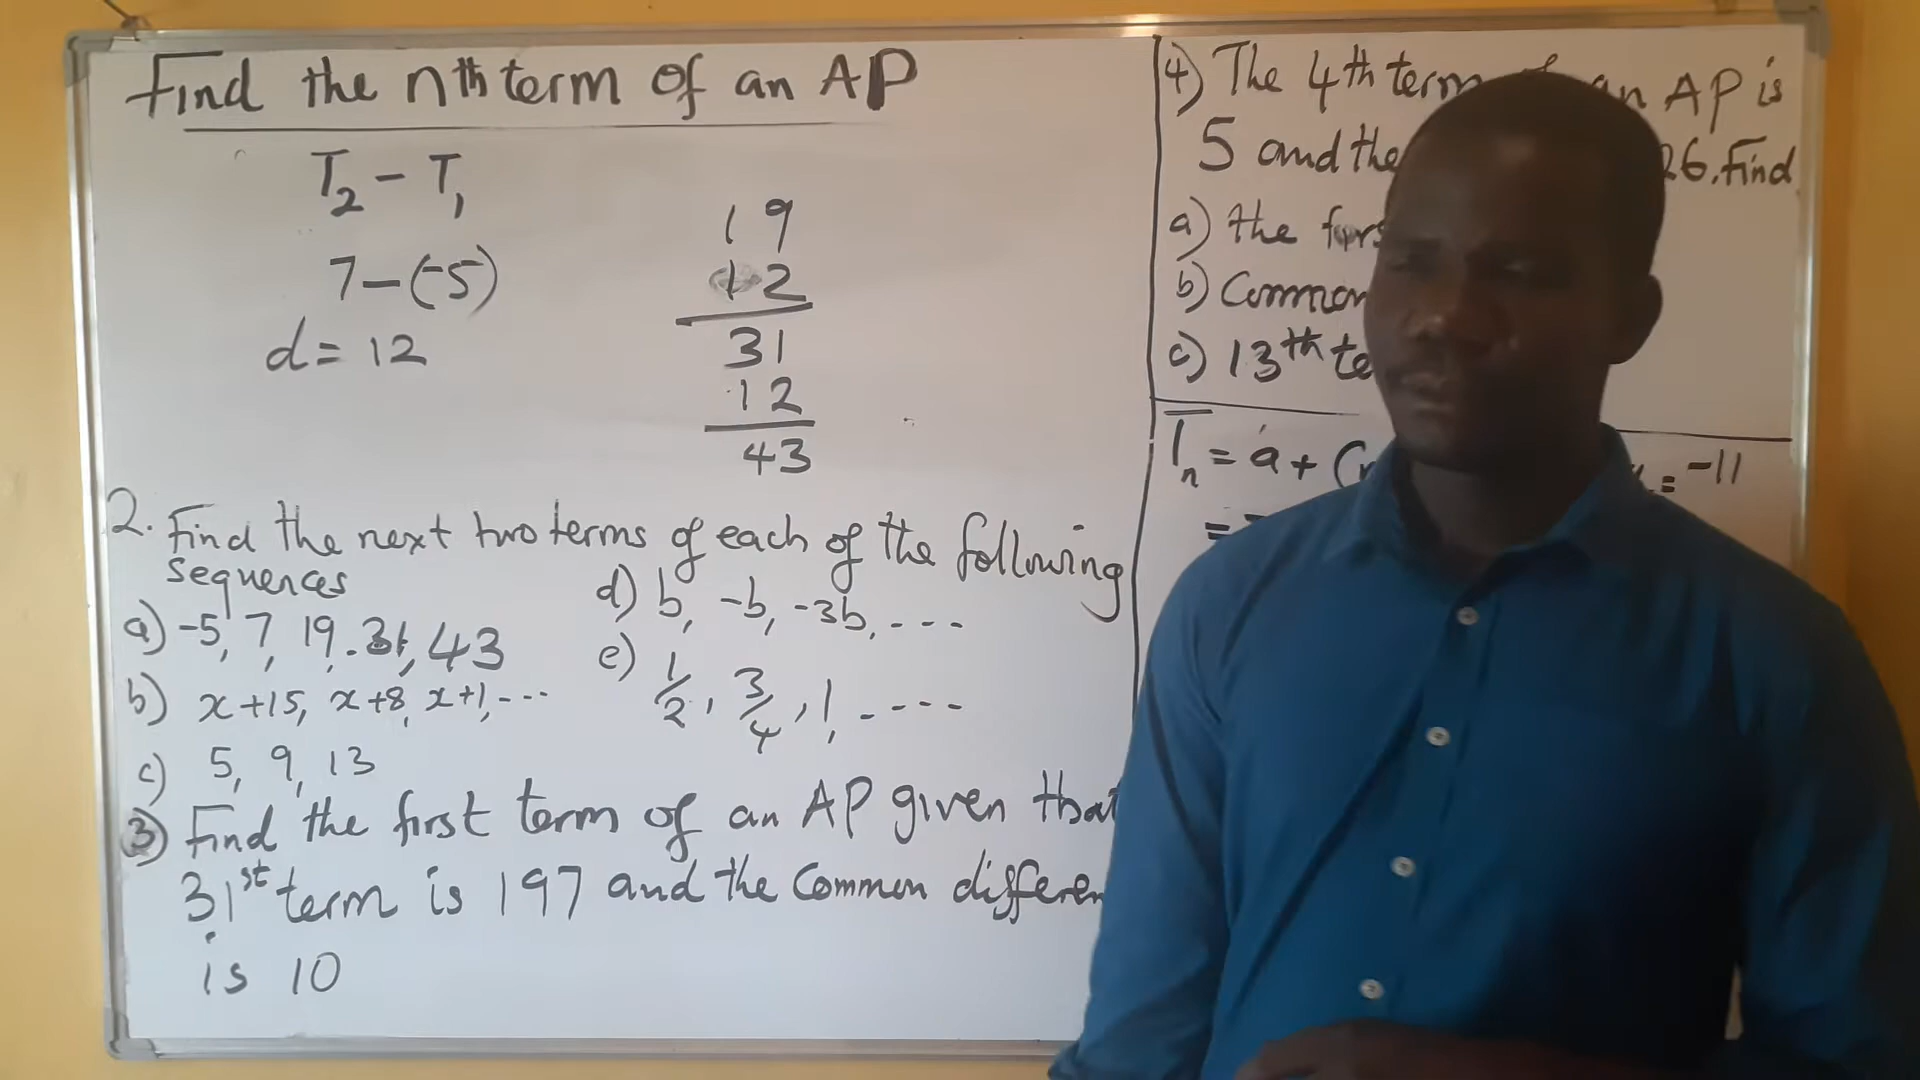 Find the nth term of an AP
T2 - T1
7-(-5)
d = 12
19
12
31
12
43
2. Find the next two terms of each of the following
sequences
a) -5, 7, 19. 31, 43
b) x+15, x+8, x+1, ---
c) 5, 9, 13
d) b, -b, -3b, ---
e) 1/2, 3/4, 1, ----
3) Find the first term of an AP given that
31st term is 197 and the Common
is 10
4) The 4th term an AP is
5 and the 26. Find
a) the
b)
c) 13th
Tn = a + = -11
=